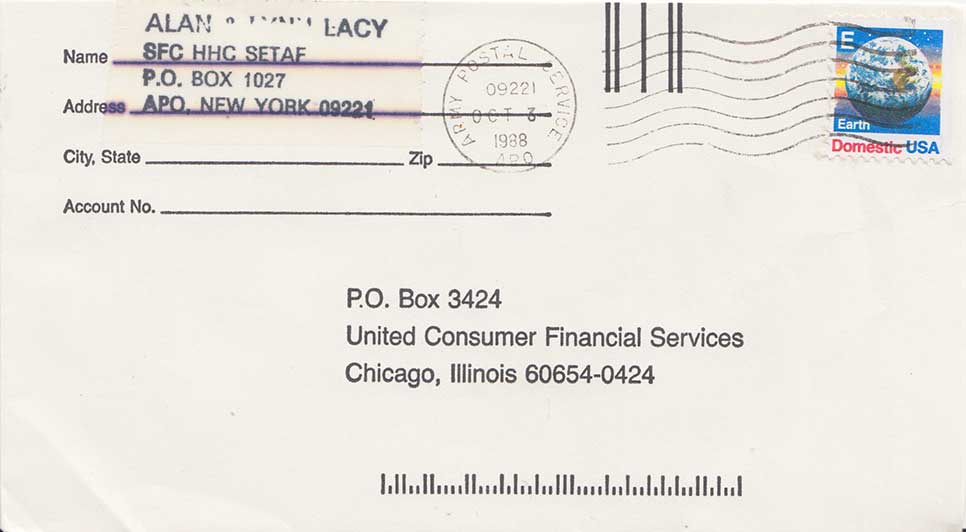 ALAN & LACY
Name SFC HHC SETAF
P.O. BOX 1027
Address APO, NEW YORK 09221
City, State Zip
Account No.
ARMY POSTAL SERVICE
09221
OCT 3
1988
APO
E
Earth
Domestic USA
P.O. Box 3424
United Consumer Financial Services
Chicago, Illinois 60654-0424